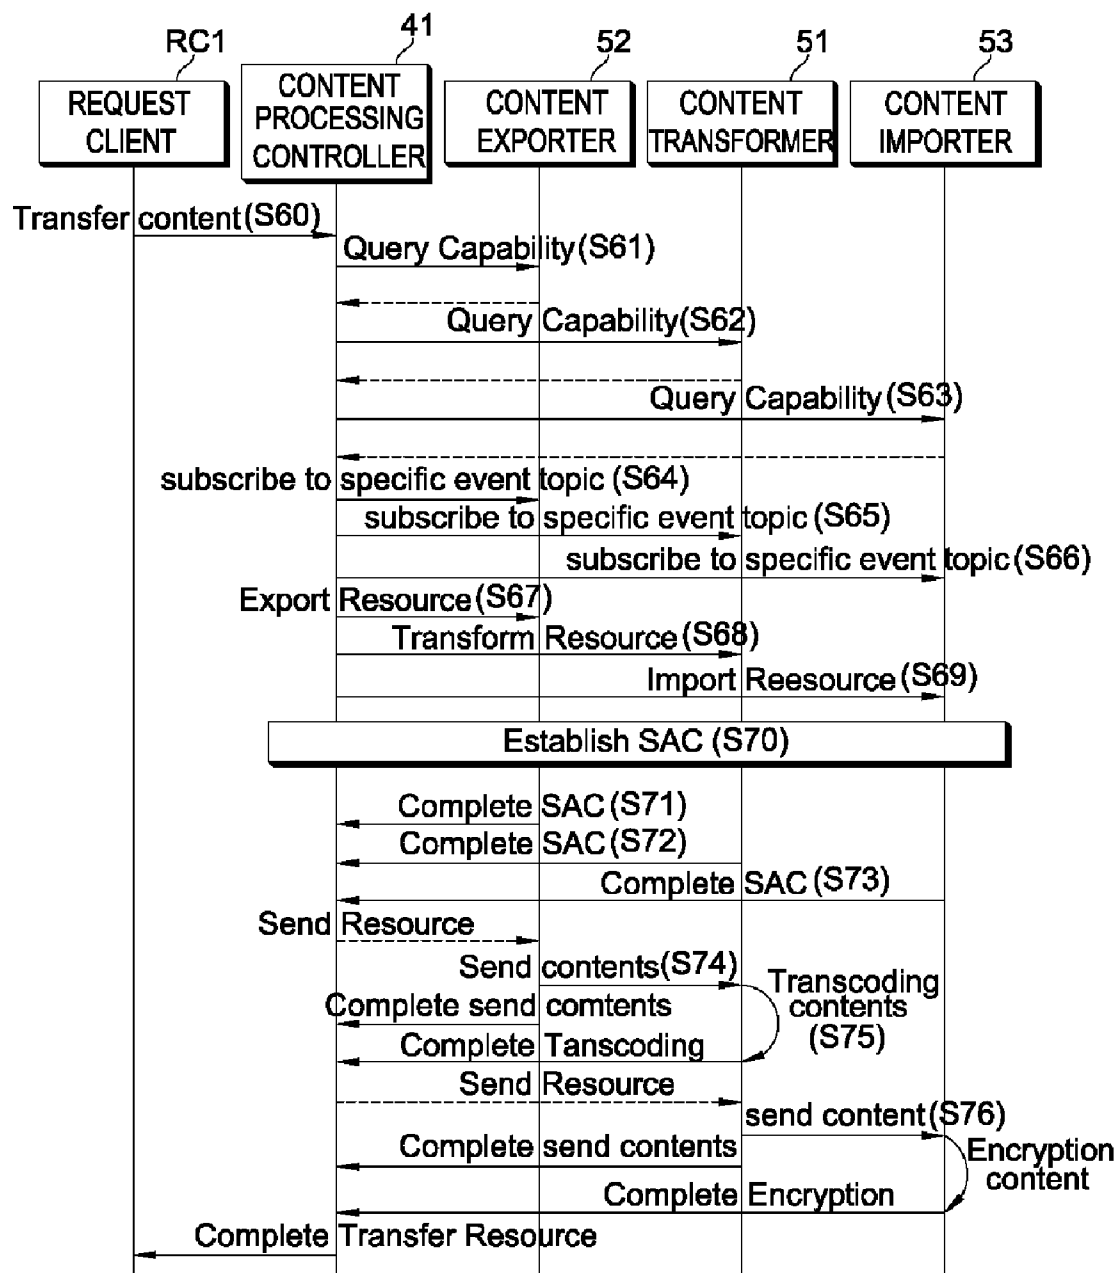 RC1
41
52
51
53
REQUEST
CLIENT
CONTENT
PROCESSING
CONTROLLER
CONTENT
EXPORTER
CONTENT
TRANSFORMER
CONTENT
IMPORTER
Transfer content(S60)
Query Capability(S61)
Query Capability(S62)
Query Capability(S63)
subscribe to specific event topic (S64)
subscribe to specific event topic (S65)
subscribe to specific event topic (S66)
Export Resource(S67)
Transform Resource(S68)
Import Reesource(S69)
Establish SAC (S70)
Complete SAC(S71)
Complete SAC(S72)
Complete SAC(S73)
Send Resource
Send contents(S74)
Transcoding
contents
(S75)
Complete send comtents
Complete Tanscoding
Send Resource
send content(S76)
Complete send contents
Encryption
content
Complete Encryption
Complete Transfer Resource